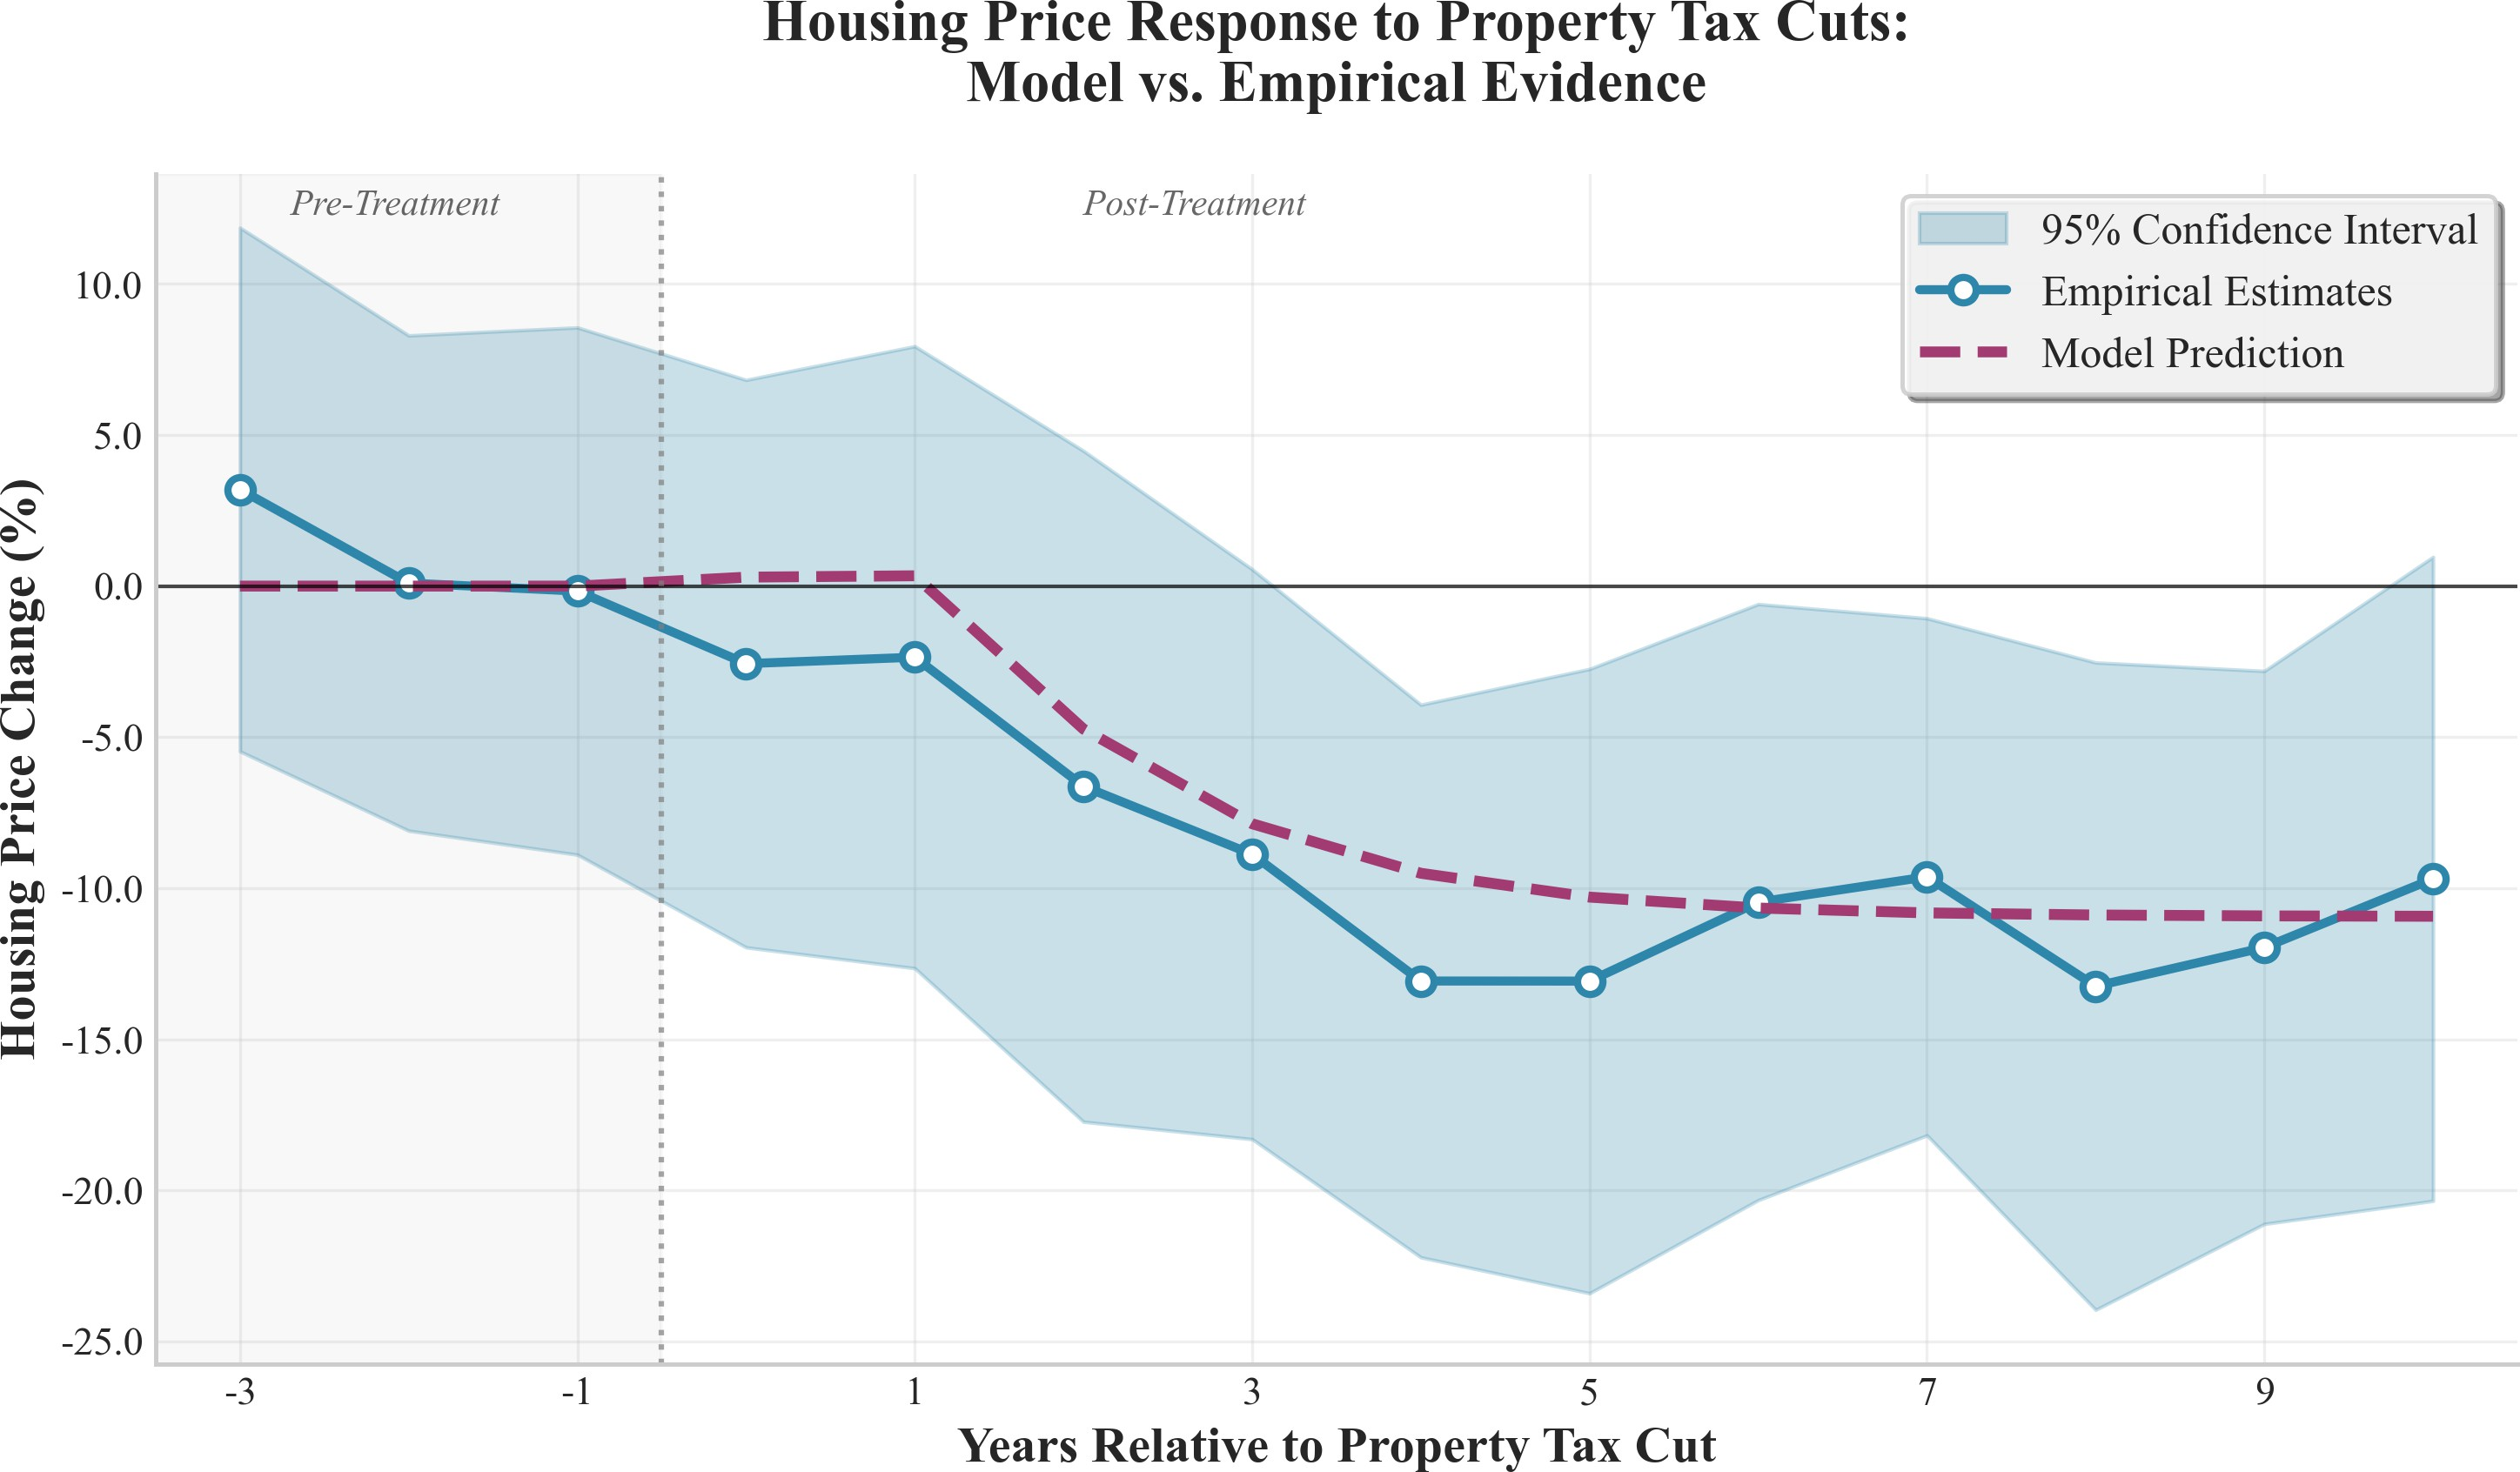 Housing Price Response to Property Tax Cuts:
Model vs. Empirical Evidence
Pre-Treatment
Post-Treatment
95% Confidence Interval
Empirical Estimates
Model Prediction
Housing Price Change (%)
10.0
5.0
0.0
-5.0
-10.0
-15.0
-20.0
-25.0
-3
-1
1
3
5
7
9
Years Relative to Property Tax Cut